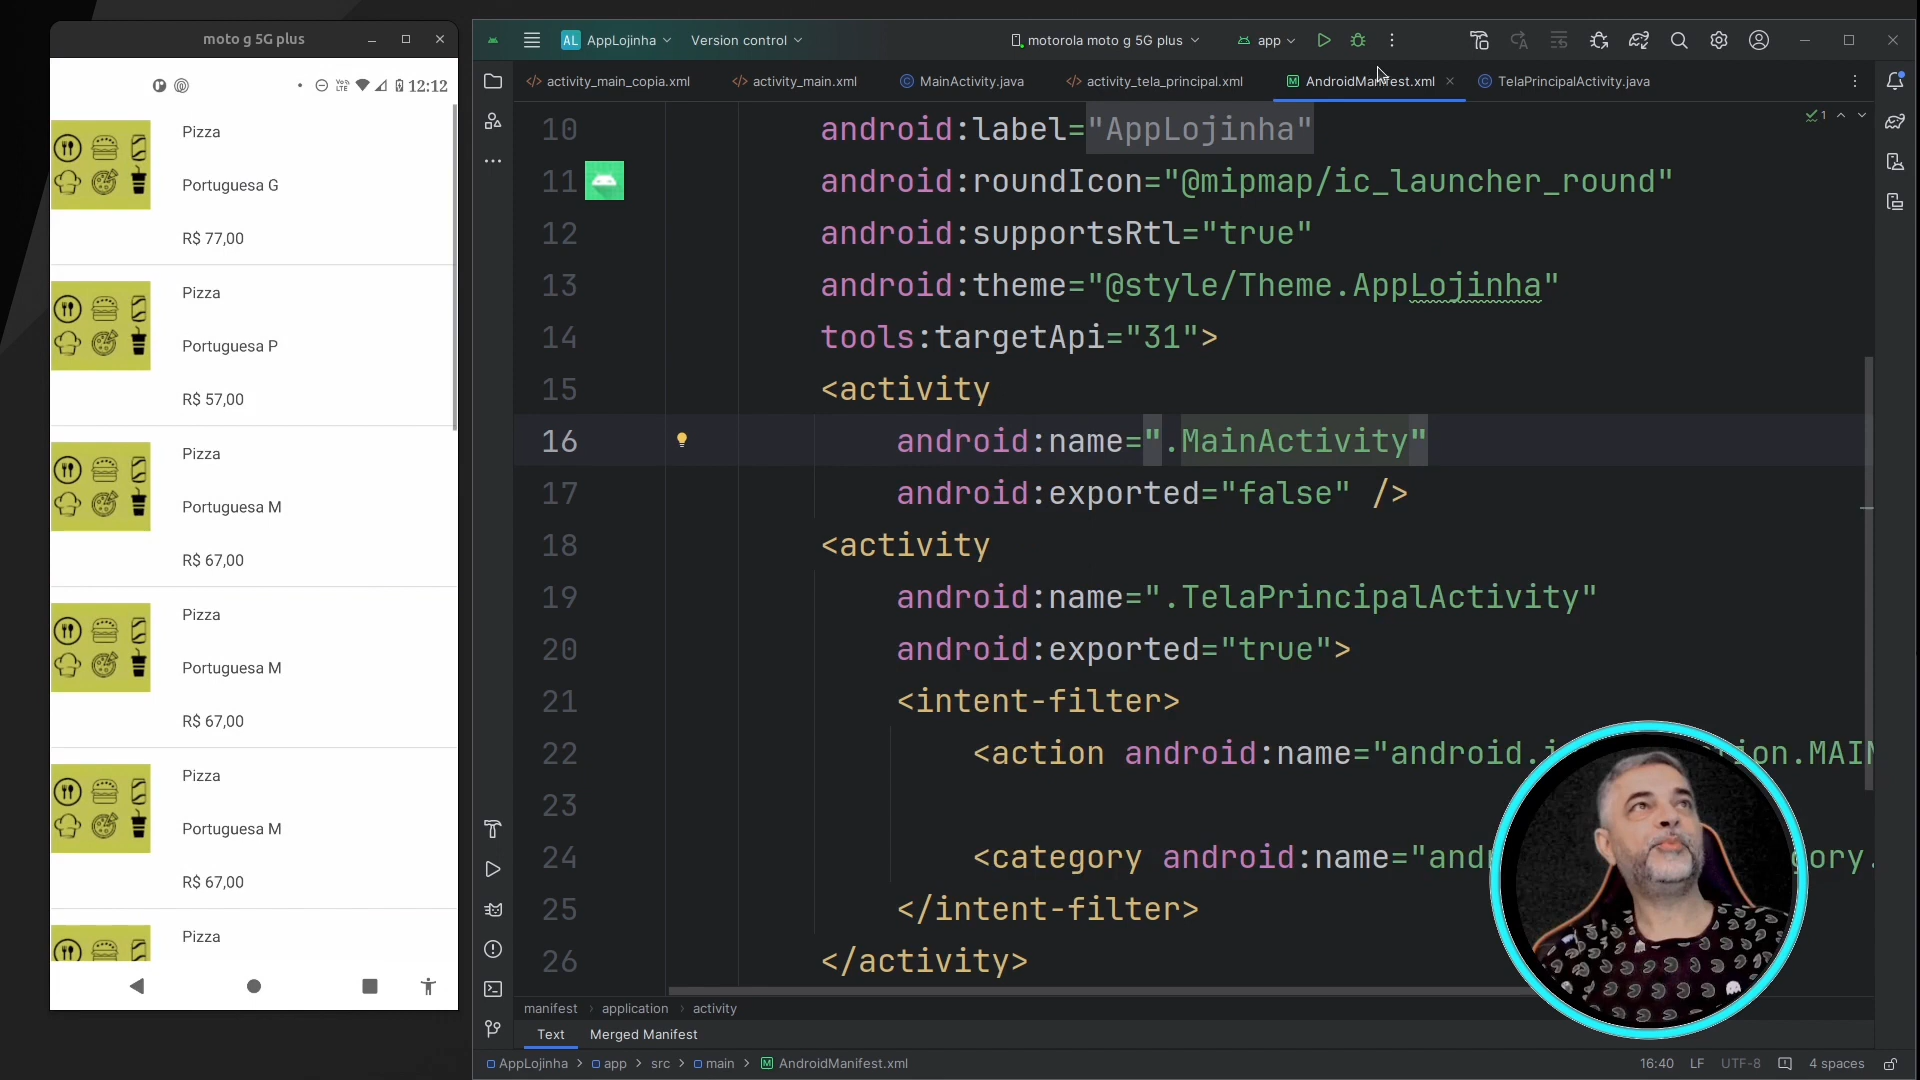 moto g 5G plus
12:12
Pizza
Portuguesa G
R$ 77,00
Pizza
Portuguesa P
R$ 57,00
Pizza
Portuguesa M
R$ 67,00
Pizza
Portuguesa M
R$ 67,00
Pizza
Portuguesa M
R$ 67,00
Pizza
AL AppLojinha Version control motorola moto g 5G plus app
activity_main_copia.xml activity_main.xml MainActivity.java activity_tela_principal.xml AndroidManifest.xml TelaPrincipalActivity.java
1
10 android:label="AppLojinha"
11 android:roundIcon="@mipmap/ic_launcher_round"
12 android:supportsRtl="true"
13 android:theme="@style/Theme.AppLojinha"
14 tools:targetApi="31">
15 <activity
16 android:name=".MainActivity"
17 android:exported="false" />
18 <activity
19 android:name=".TelaPrincipalActivity"
20 android:exported="true">
21 <intent-filter>
22 <action android:name="android.i tion.MAIN
23
24 <category android:name="and gory.
25 </intent-filter>
26 </activity>
manifest > application > activity
Text Merged Manifest
AppLojinha > app > src > main > AndroidManifest.xml 16:40 LF UTF-8 4 spaces